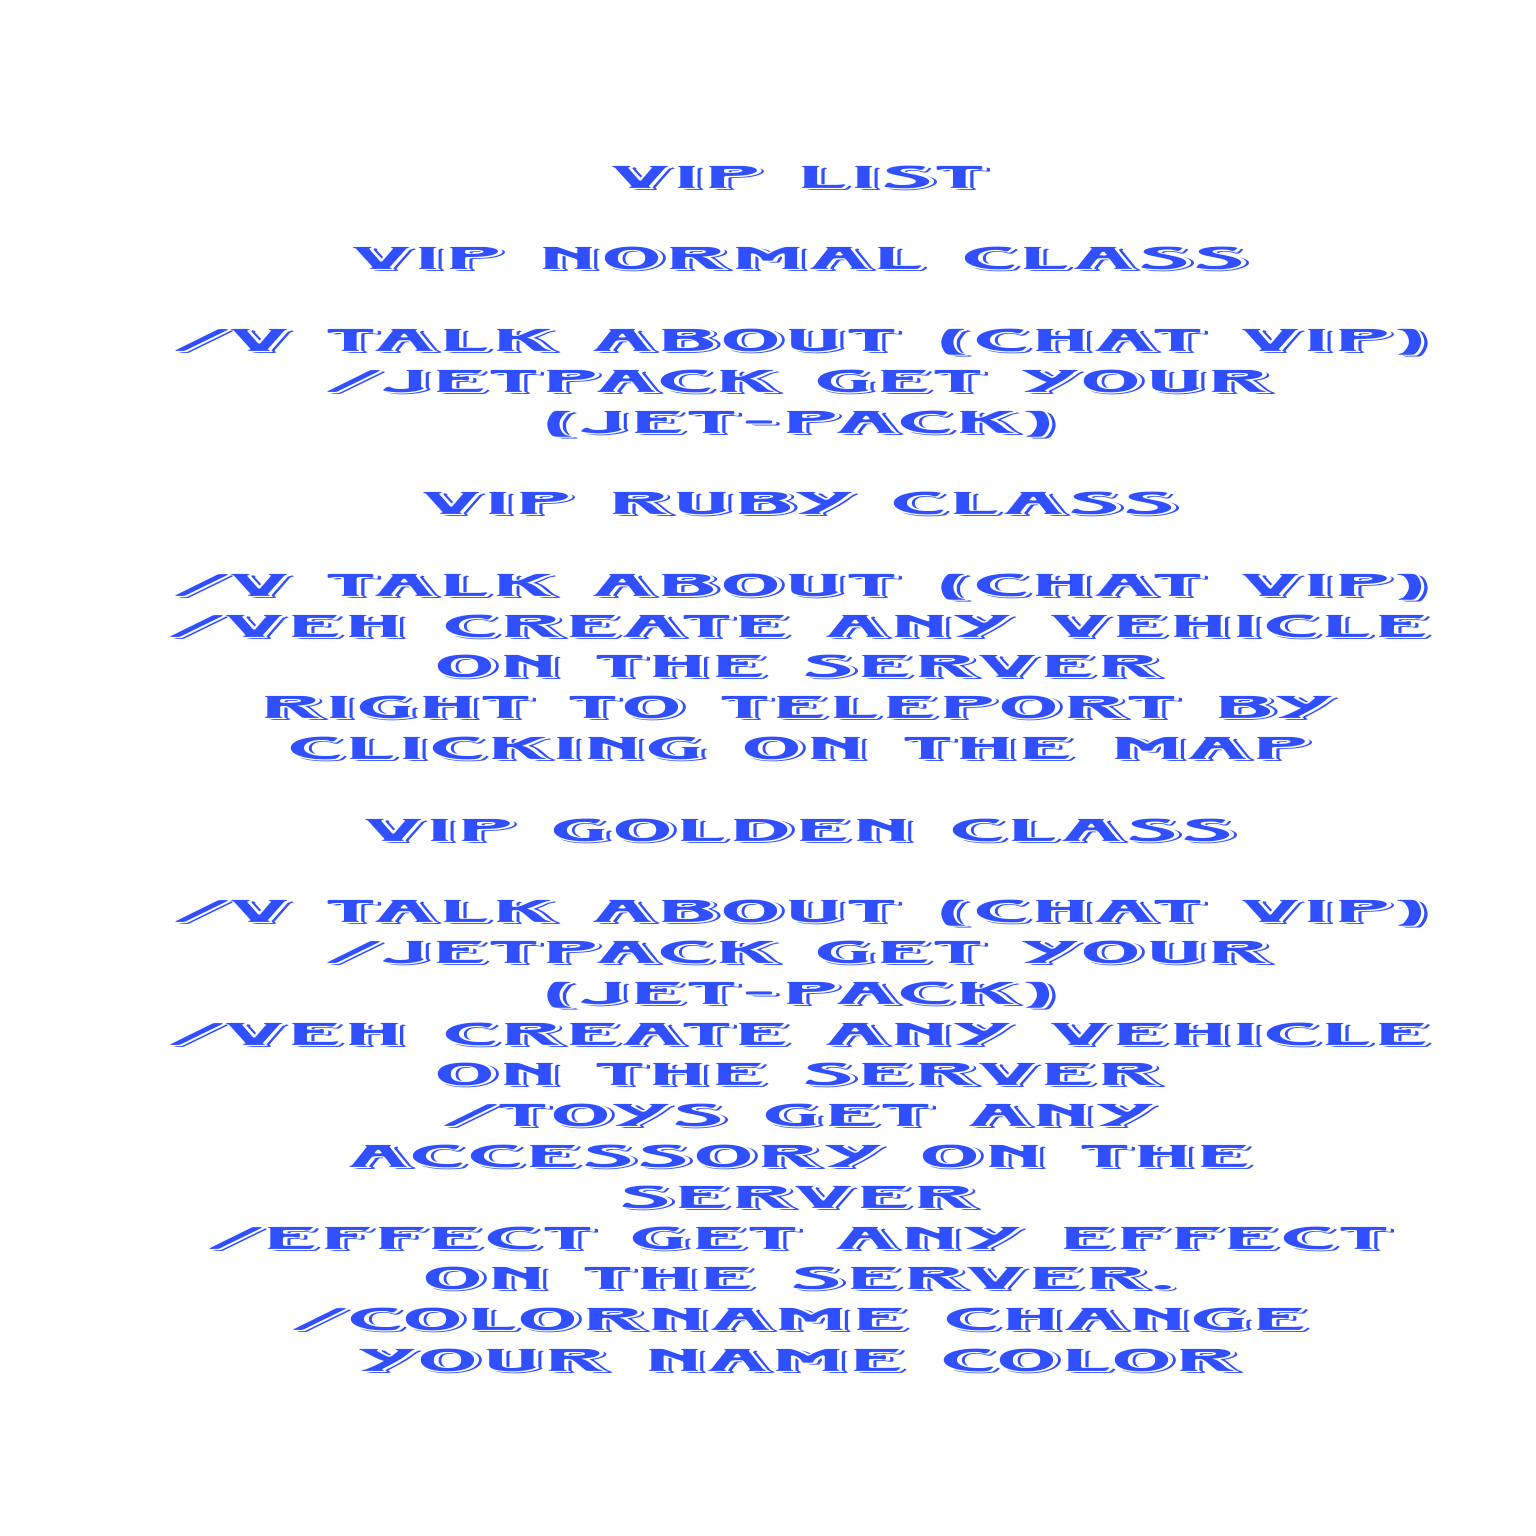 VIP LIST
VIP NORMAL CLASS
/V TALK ABOUT (CHAT VIP)
/JETPACK GET YOUR
(JET-PACK)
VIP RUBY CLASS
/V TALK ABOUT (CHAT VIP)
/VEH CREATE ANY VEHICLE
ON THE SERVER
RIGHT TO TELEPORT BY
CLICKING ON THE MAP
VIP GOLDEN CLASS
/V TALK ABOUT (CHAT VIP)
/JETPACK GET YOUR
(JET-PACK)
/VEH CREATE ANY VEHICLE
ON THE SERVER
/TOYS GET ANY
ACCESSORY ON THE
SERVER
/EFFECT GET ANY EFFECT
ON THE SERVER.
/COLORNAME CHANGE
YOUR NAME COLOR